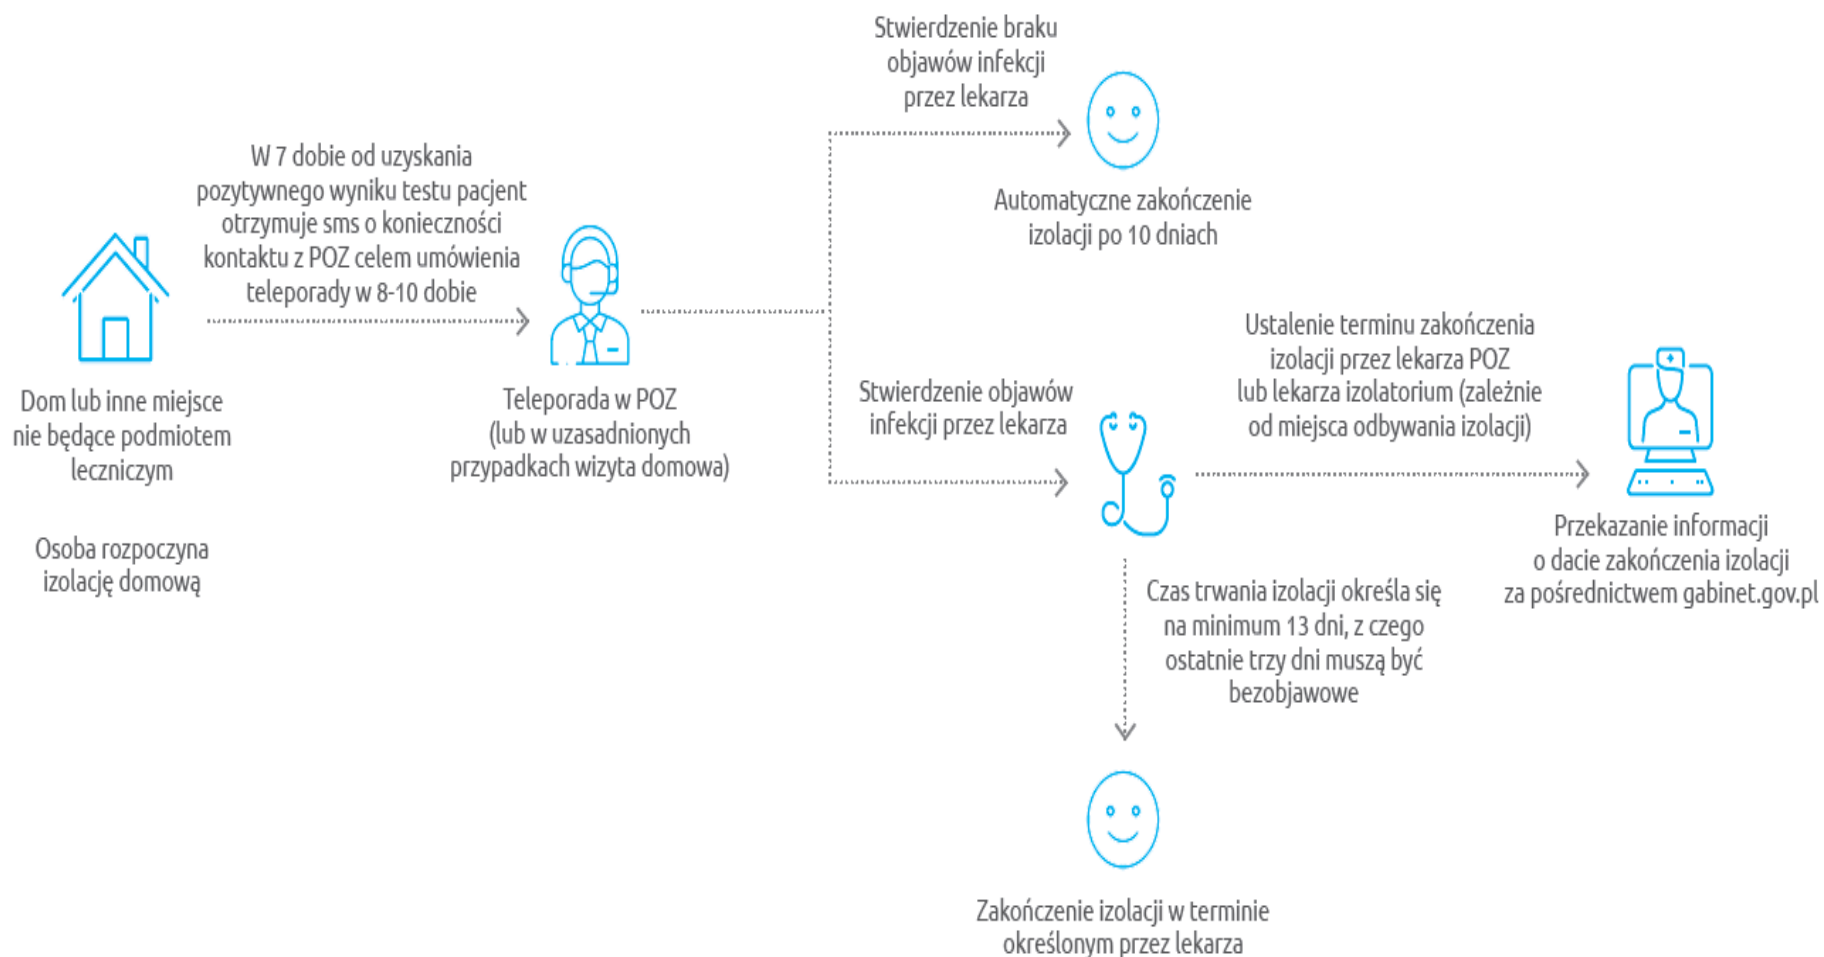 Stwierdzenie braku
objawów infekcji
przez lekarza
Automatyczne zakończenie
izolacji po 10 dniach
W 7 dobie od uzyskania
pozytywnego wyniku testu pacjent
otrzymuje sms o konieczności
kontaktu z POZ celem umówienia
teleporady w 8-10 dobie
Dom lub inne miejsce
nie będące podmiotem
leczniczym
Osoba rozpoczyna
izolację domową
Teleporada w POZ
(lub w uzasadnionych
przypadkach wizyta domowa)
Stwierdzenie objawów
infekcji przez lekarza
Ustalenie terminu zakończenia
izolacji przez lekarza POZ
lub lekarza izolatorium (zależnie
od miejsca odbywania izolacji)
Przekazanie informacji
o dacie zakończenia izolacji
za pośrednictwem gabinet.gov.pl
Czas trwania izolacji określa się
na minimum 13 dni, z czego
ostatnie trzy dni muszą być
bezobjawowe
Zakończenie izolacji w terminie
określonym przez lekarza